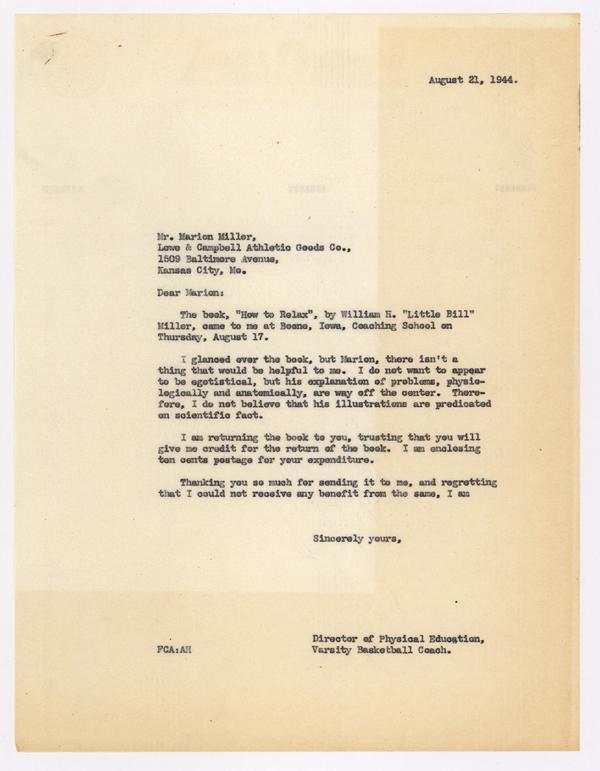 August 21, 1944.
Mr. Marion Miller,
Lowe & Campbell Athletic Goods Co.,
1509 Baltimore Avenue,
Kansas City, Mo.
Dear Marion:
The book, "How to Relax", by William H. "Little Bill"
Miller, came to me at Boone, Iowa, Coaching School on
Thursday, August 17.
I glanced over the book, but Marion, there isn't a
thing that would be helpful to me. I do not want to appear
to be egotistical, but his explanation of problems, physio-
logically and anatomically, are way off the center. There-
fore, I do not believe that his illustrations are predicated
on scientific fact.
I am returning the book to you, trusting that you will
give me credit for the return of the book. I am enclosing
ten cents postage for your expenditure.
Thanking you so much for sending it to me, and regretting
that I could not receive any benefit from the same, I am
Sincerely yours,
Director of Physical Education,
FCA:AH Varsity Basketball Coach.